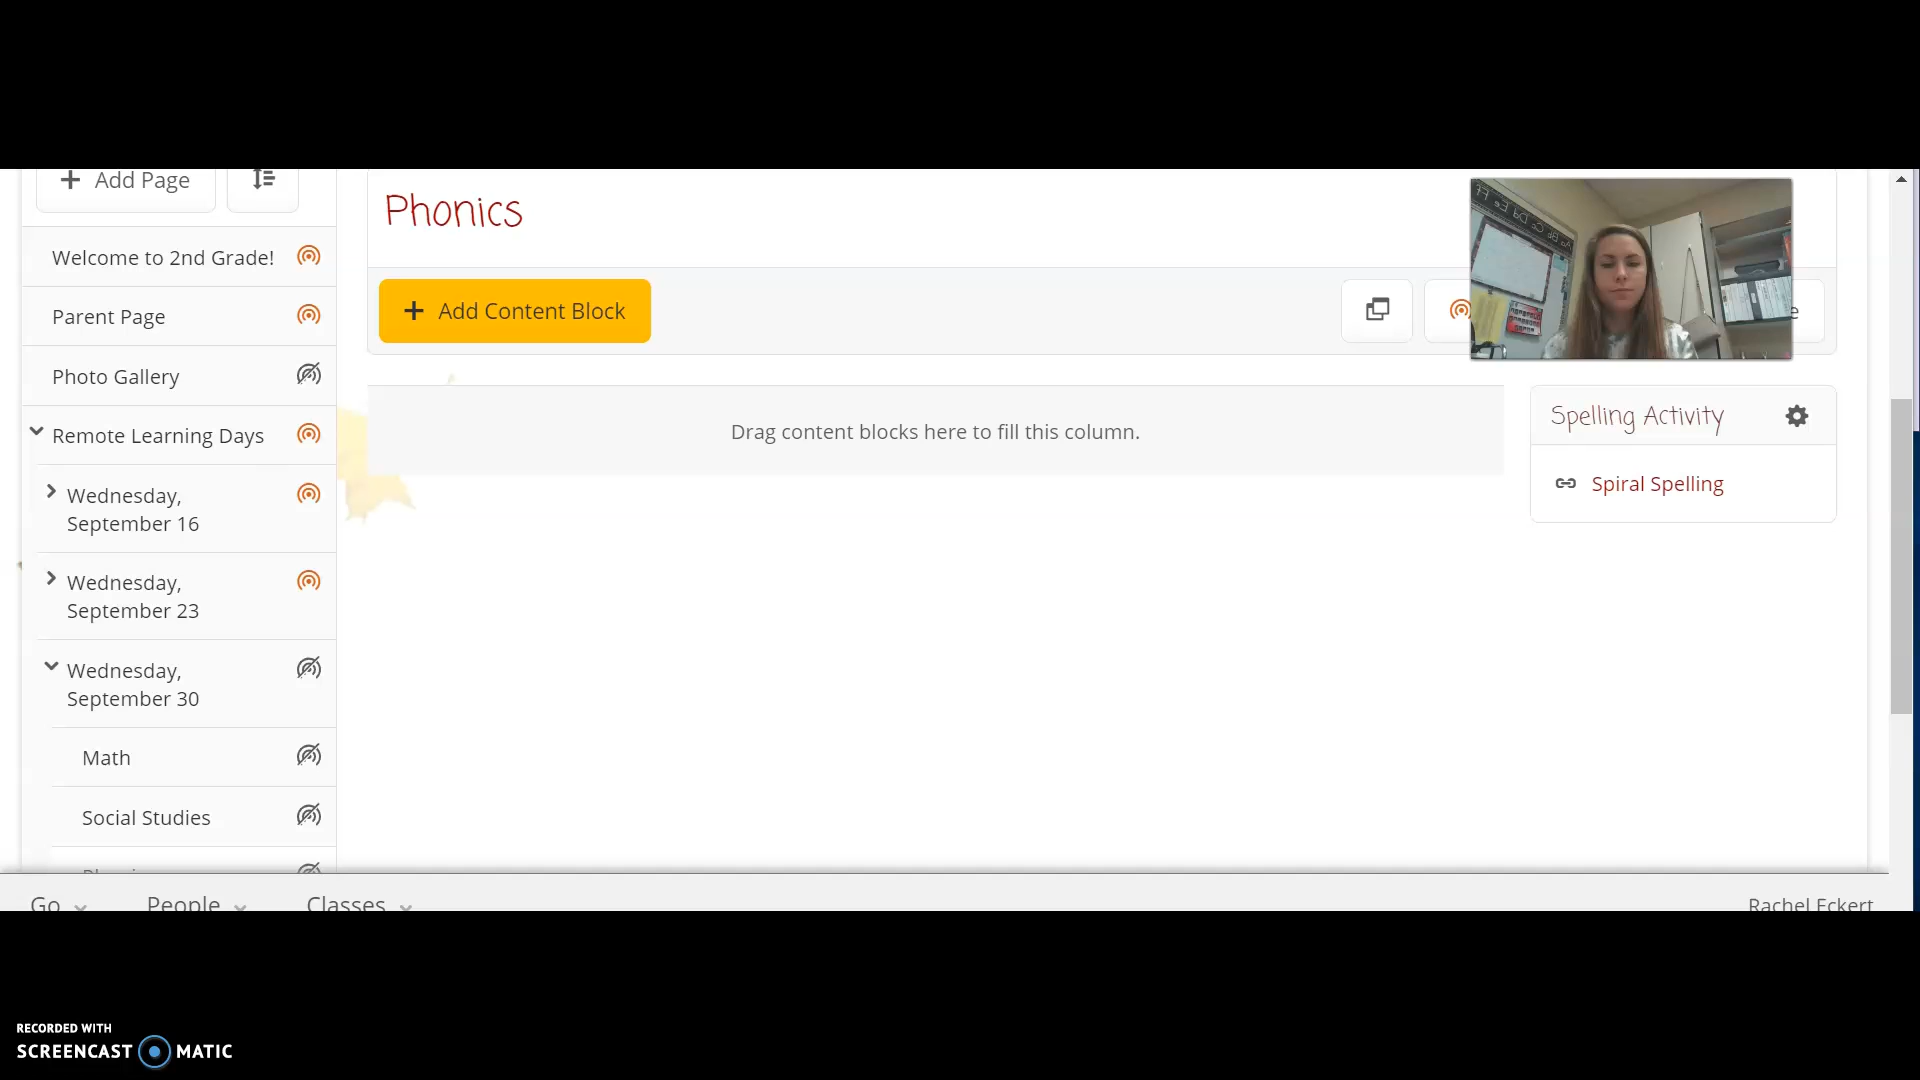 Add Page
Phonics
Welcome to 2nd Grade!
Add Content Block
Parent Page
Photo Gallery
Remote Learning Days
Drag content blocks here to fill this column.
Spelling Activity
Wednesday,
September 16
Spiral Spelling
Wednesday,
September 23
Wednesday,
September 30
Math
Social Studies
Go
People
Classes
Rachel Eckert
RECORDED WITH
SCREENCAST MATIC